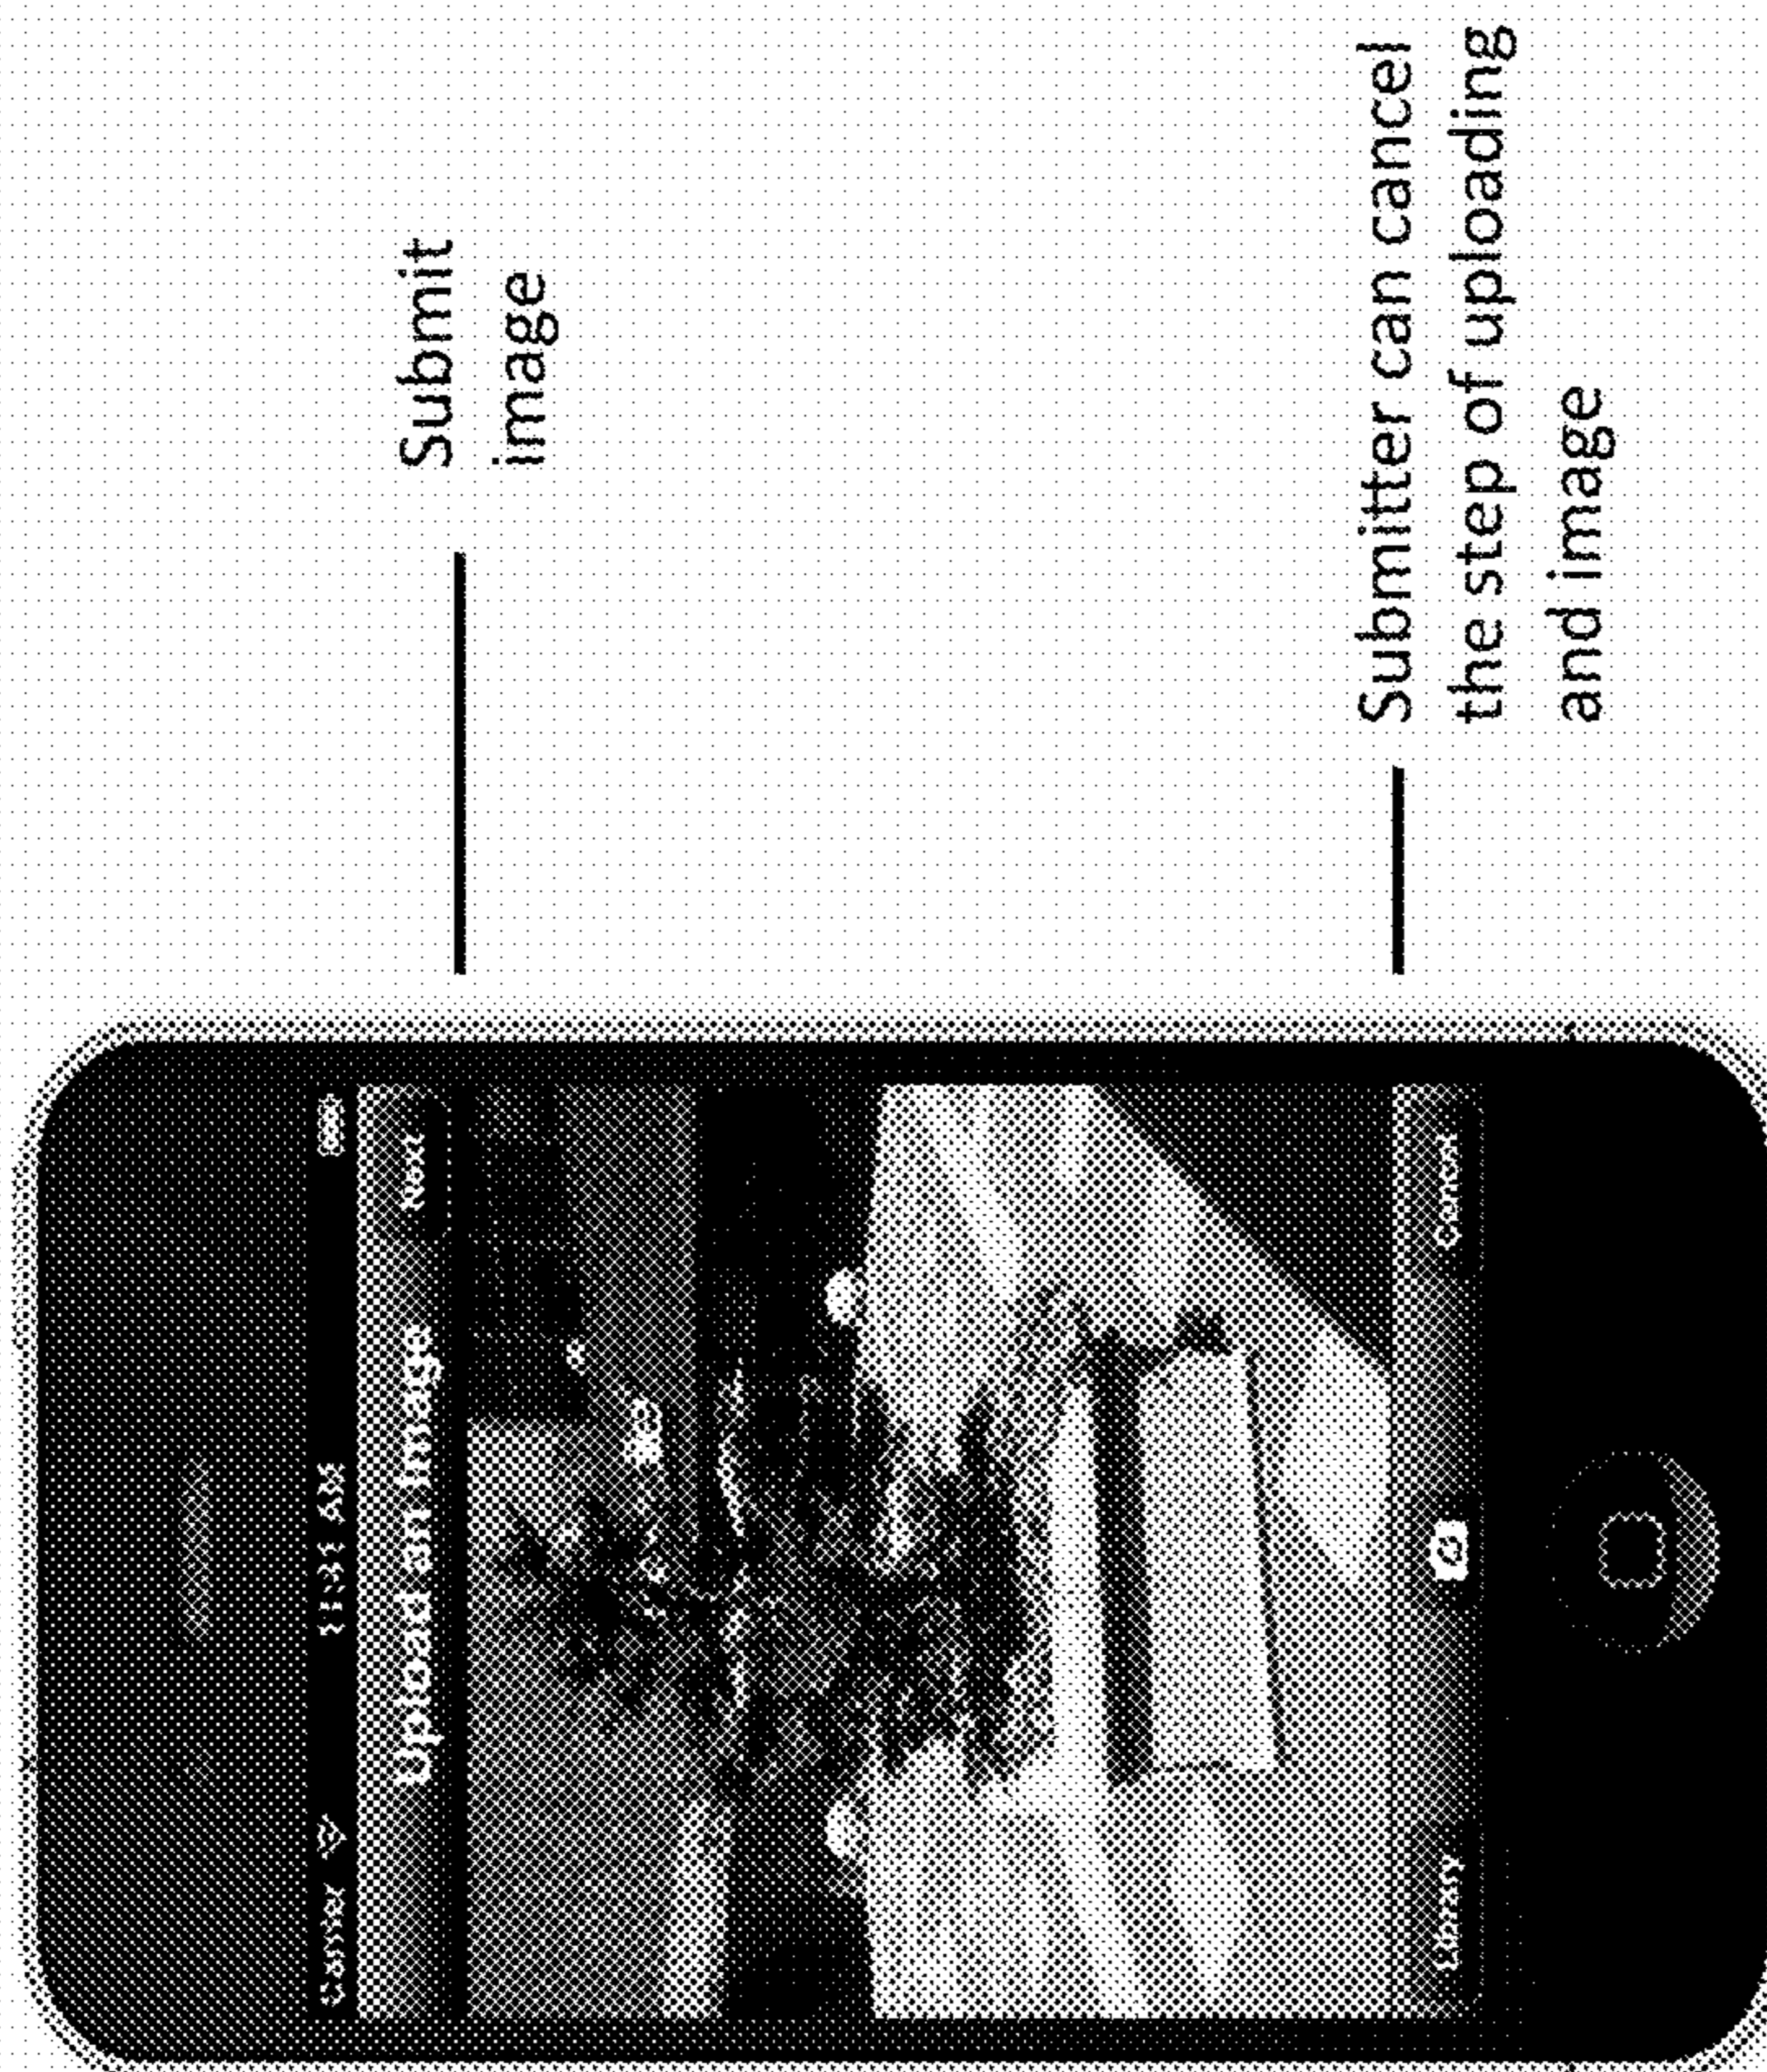 Carrier 11:31 AM
Upload an Image
Next
Library
Cancel
Submit
image
Submitter can cancel
the step of uploading
and image